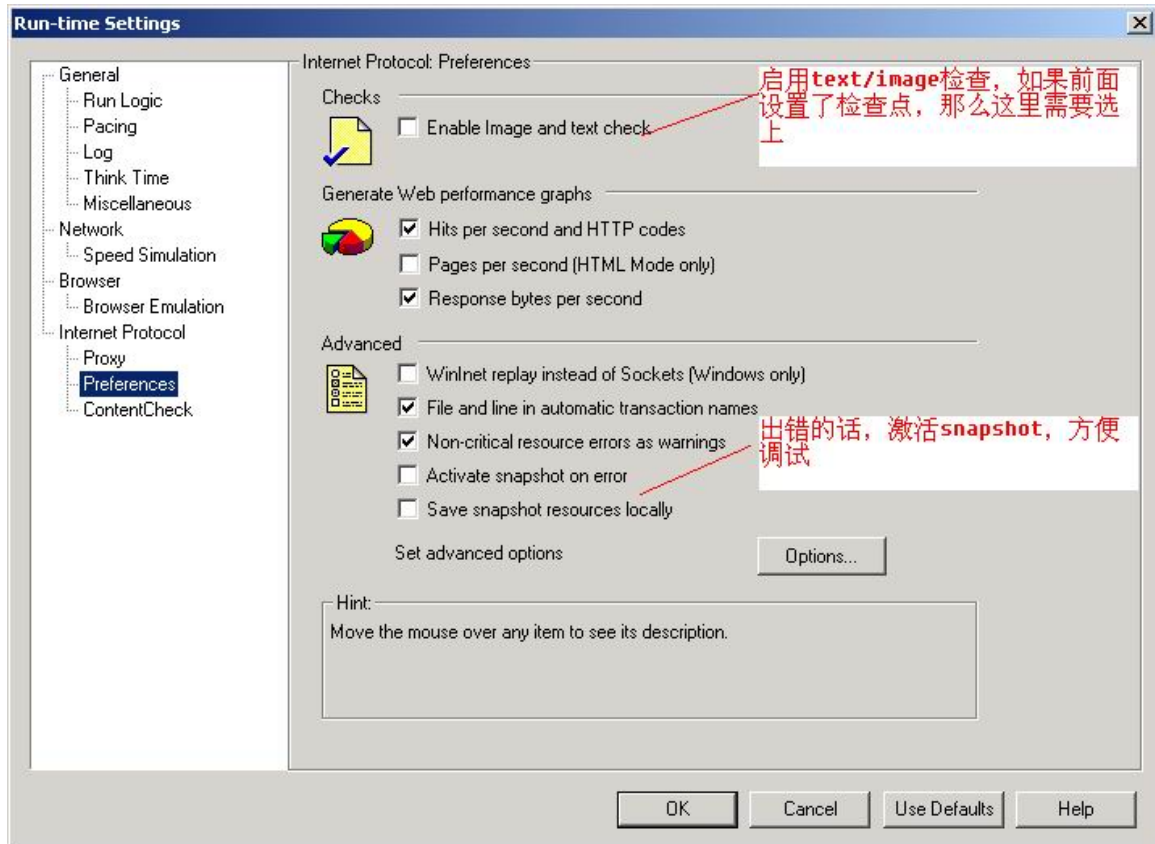 Run-time Settings
General
Run Logic
Pacing
Log
Think Time
Miscellaneous
Network
Speed Simulation
Browser
Browser Emulation
Internet Protocol
Proxy
Preferences
ContentCheck
Internet Protocol: Preferences
Checks
Enable Image and text check
启用text/image检查，如果前面
设置了检查点，那么这里需要选
上
Generate Web performance graphs
Hits per second and HTTP codes
Pages per second (HTML Mode only)
Response bytes per second
Advanced
WinInet replay instead of Sockets (Windows only)
File and line in automatic transaction names
Non-critical resource errors as warnings
Activate snapshot on error
Save snapshot resources locally
出错的话，激活snapshot，方便
调试
Set advanced options
Options...
Hint:
Move the mouse over any item to see its description.
OK
Cancel
Use Defaults
Help